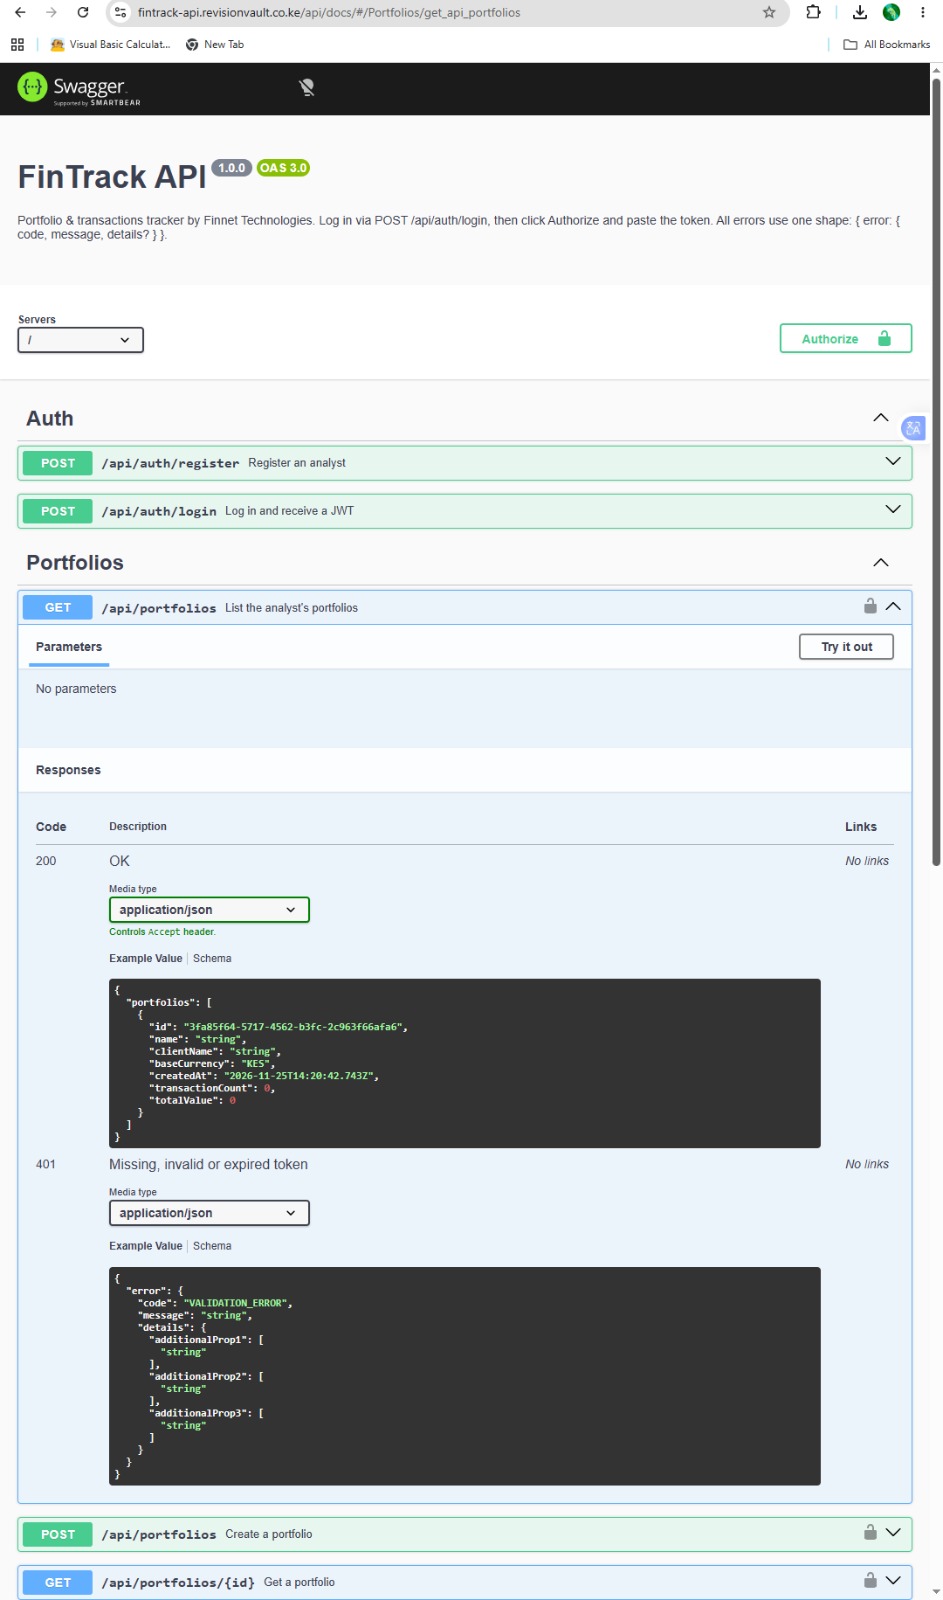 fintrack-api.revisionvault.co.ke/api/docs/#/Portfolios/get_api_portfolios
Visual Basic Calculat...
New Tab
All Bookmarks
Swagger.
Supported by SMARTBEAR
FinTrack API 1.0.0 OAS 3.0
Portfolio & transactions tracker by Finnet Technologies. Log in via POST /api/auth/login, then click Authorize and paste the token. All errors use one shape: { error: {
code, message, details? } }.
Servers
/
Authorize
Auth
POST /api/auth/register Register an analyst
POST /api/auth/login Log in and receive a JWT
Portfolios
GET /api/portfolios List the analyst's portfolios
Parameters
Try it out
No parameters
Responses
Code Description Links
200 OK No links
Media type
application/json
Controls Accept header.
Example Value Schema
{
"portfolios": [
{
"id": "3fa85f64-5717-4562-b3fc-2c963f66afa6",
"name": "string",
"clientName": "string",
"baseCurrency": "KES",
"createdAt": "2026-11-25T14:20:42.743Z",
"transactionCount": 0,
"totalValue": 0
}
]
}
401 Missing, invalid or expired token No links
Media type
application/json
Example Value Schema
{
"error": {
"code": "VALIDATION_ERROR",
"message": "string",
"details": {
"additionalProp1": [
"string"
],
"additionalProp2": [
"string"
],
"additionalProp3": [
"string"
]
}
}
}
POST /api/portfolios Create a portfolio
GET /api/portfolios/{id} Get a portfolio